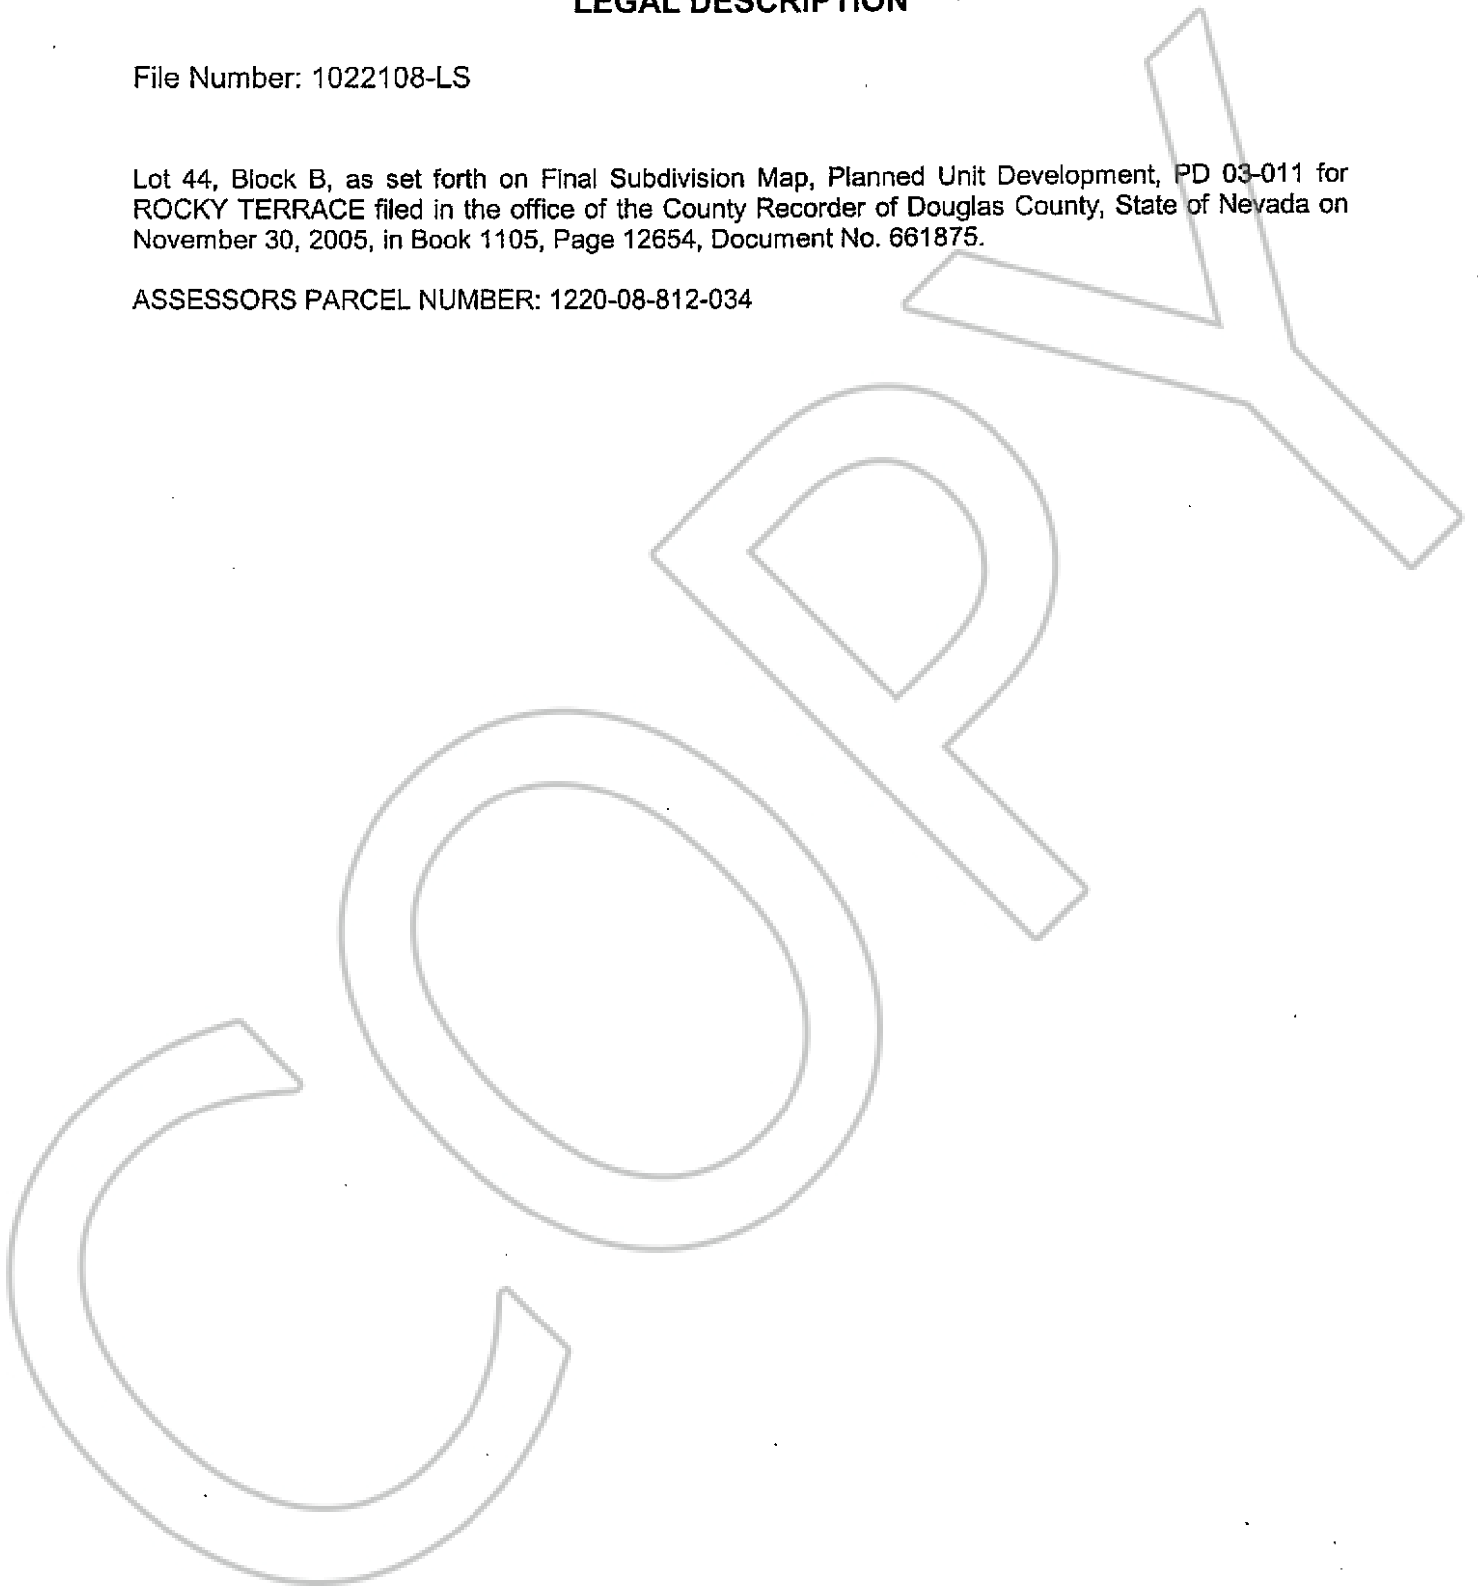 LEGAL DESCRIPTION
File Number: 1022108-LS
Lot 44, Block B, as set forth on Final Subdivision Map, Planned Unit Development, PD 03-011 for
ROCKY TERRACE filed in the office of the County Recorder of Douglas County, State of Nevada on
November 30, 2005, in Book 1105, Page 12654, Document No. 661875.
ASSESSORS PARCEL NUMBER: 1220-08-812-034
COPY